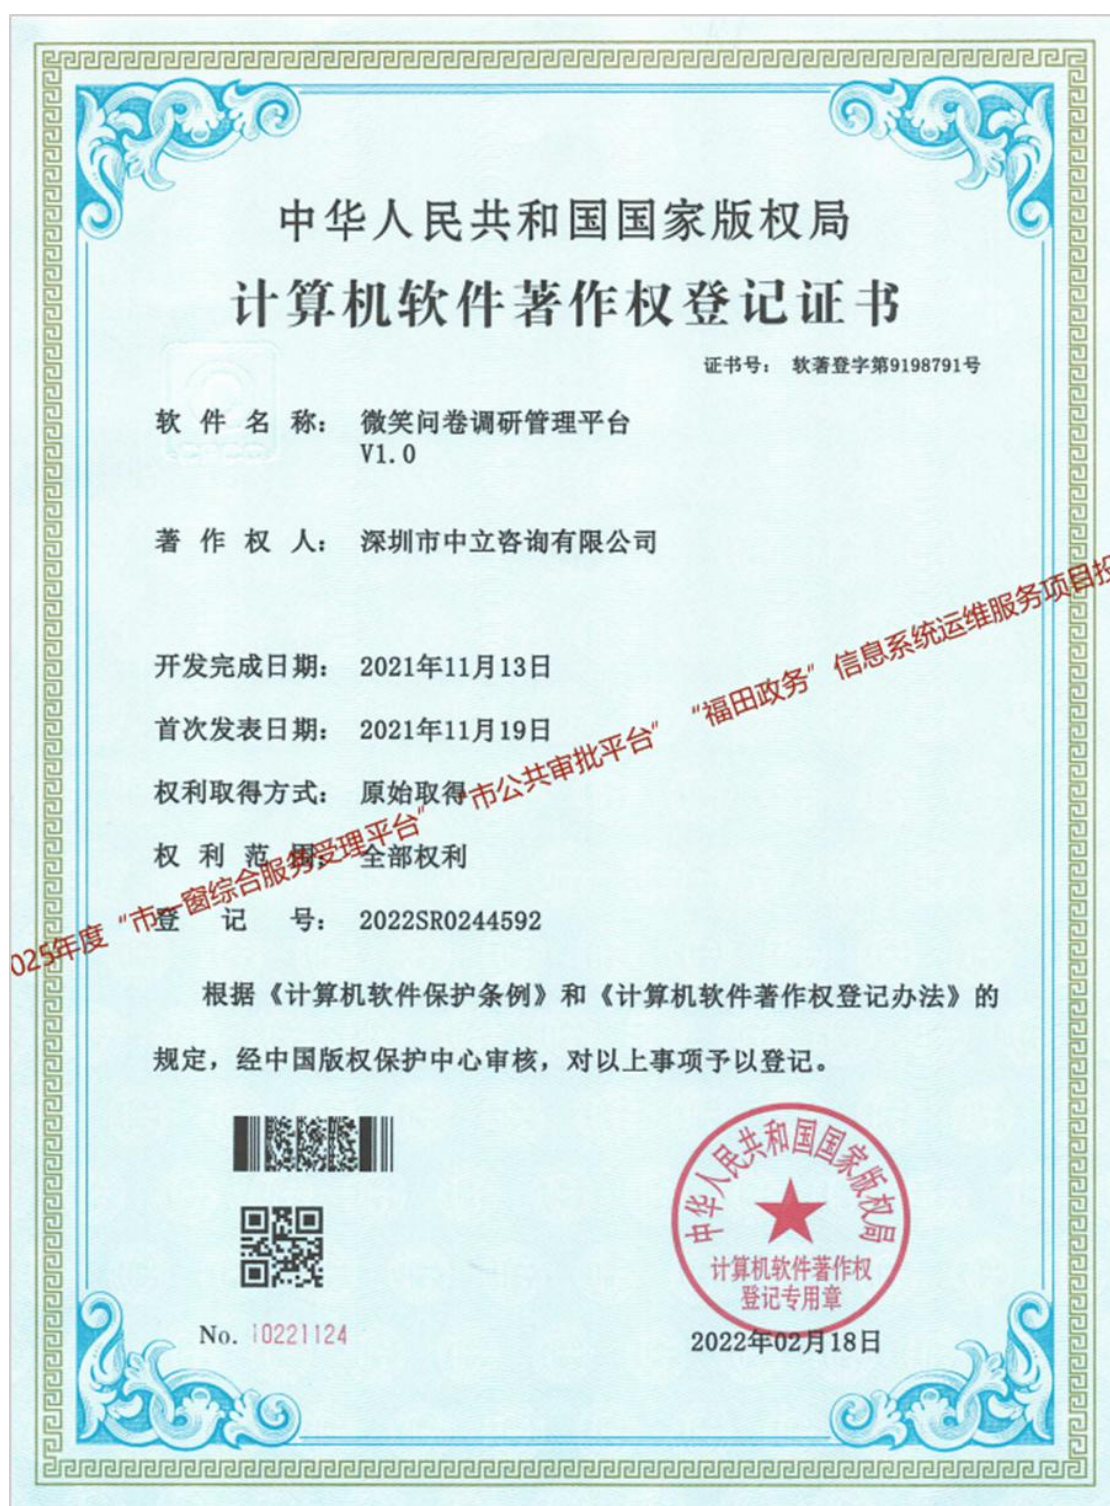 中华人民共和国国家版权局
计算机软件著作权登记证书
证书号： 软著登字第9198791号
软 件 名 称： 微笑问卷调研管理平台
V1.0
著 作 权 人： 深圳市中立咨询有限公司
开发完成日期： 2021年11月13日
首次发表日期： 2021年11月19日
权利取得方式： 原始取得
权 利 范 围： 全部权利
登 记 号： 2022SR0244592
025年度“市一窗综合服务受理平台”“市公共审批平台”“福田政务”信息系统运维服务项目投
根据《计算机软件保护条例》和《计算机软件著作权登记办法》的
规定，经中国版权保护中心审核，对以上事项予以登记。
中华人民共和国国家版权局
计算机软件著作权
登记专用章
No. 10221124
2022年02月18日